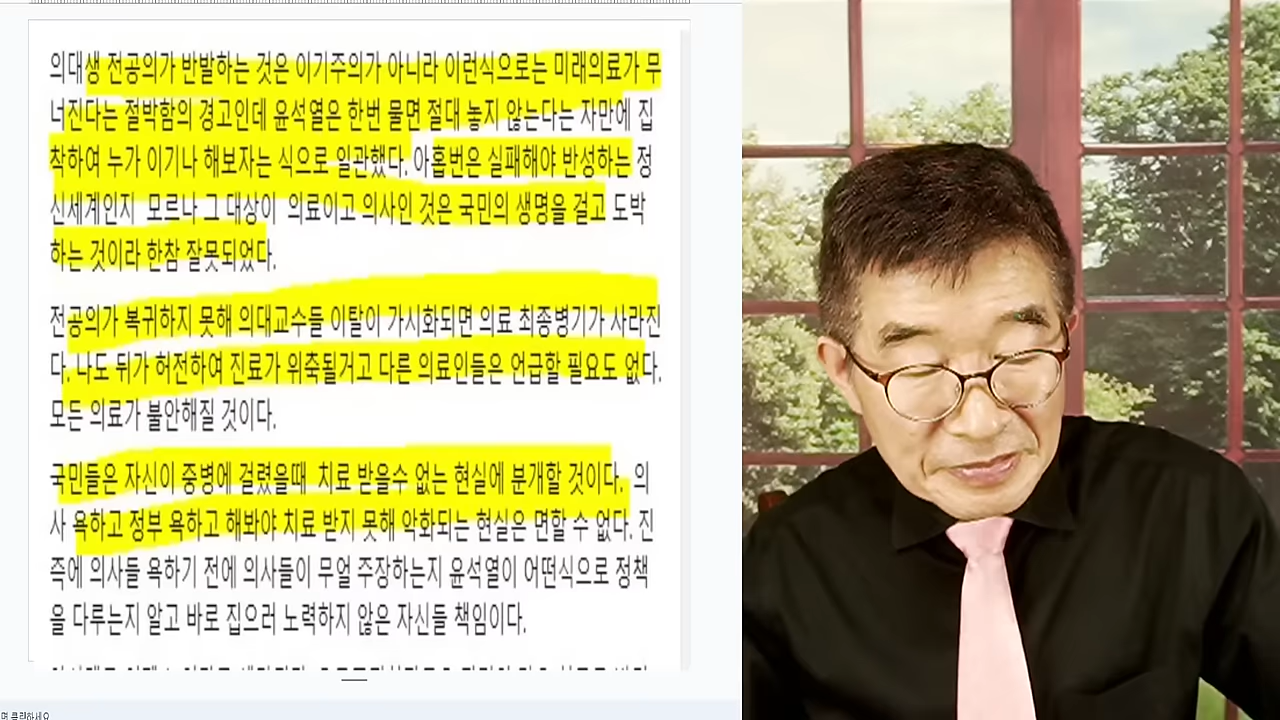 의대생 전공의가 반발하는 것은 이기주의가 아니라 이런식으로는 미래의료가 무
너진다는 절박함의 경고인데 윤석열은 한번 물면 절대 놓지 않는다는 자만에 집
착하여 누가 이기나 해보자는 식으로 일관했다. 아홉번은 실패해야 반성하는 정
신세계인지 모르나 그 대상이 의료이고 의사인 것은 국민의 생명을 걸고 도박
하는 것이라 한참 잘못되었다.
전공의가 복귀하지 못해 의대교수들 이탈이 가시화되면 의료 최종병기가 사라진
다. 나도 뒤가 허전하여 진료가 위축될거고 다른 의료인들은 언급할 필요도 없다.
모든 의료가 불안해질 것이다.
국민들은 자신이 중병에 걸렸을때 치료 받을수 없는 현실에 분개할 것이다. 의
사 욕하고 정부 욕하고 해봐야 치료 받지 못해 악화되는 현실은 면할 수 없다. 진
즉에 의사들 욕하기 전에 의사들이 무얼 주장하는지 윤석열이 어떤식으로 정책
을 다루는지 알고 바로 집으러 노력하지 않은 자신들 책임이다.